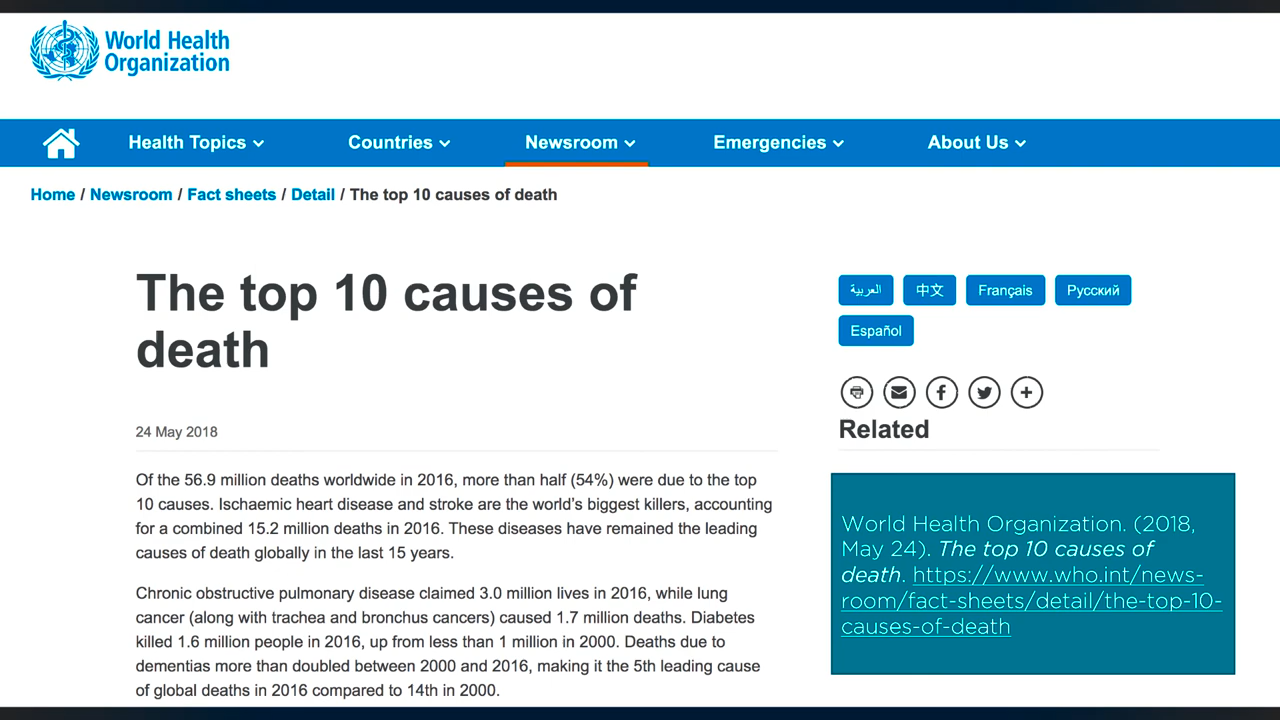 World Health
Organization
Health Topics
Countries
Newsroom
Emergencies
About Us
Home / Newsroom / Fact sheets / Detail / The top 10 causes of death
The top 10 causes of
death
24 May 2018
Of the 56.9 million deaths worldwide in 2016, more than half (54%) were due to the top
10 causes. Ischaemic heart disease and stroke are the world's biggest killers, accounting
for a combined 15.2 million deaths in 2016. These diseases have remained the leading
causes of death globally in the last 15 years.
Chronic obstructive pulmonary disease claimed 3.0 million lives in 2016, while lung
cancer (along with trachea and bronchus cancers) caused 1.7 million deaths. Diabetes
killed 1.6 million people in 2016, up from less than 1 million in 2000. Deaths due to
dementias more than doubled between 2000 and 2016, making it the 5th leading cause
of global deaths in 2016 compared to 14th in 2000.
العربية
中文
Français
Русский
Español
Related
World Health Organization. (2018,
May 24). The top 10 causes of
death. https://www.who.int/news-
room/fact-sheets/detail/the-top-10-
causes-of-death